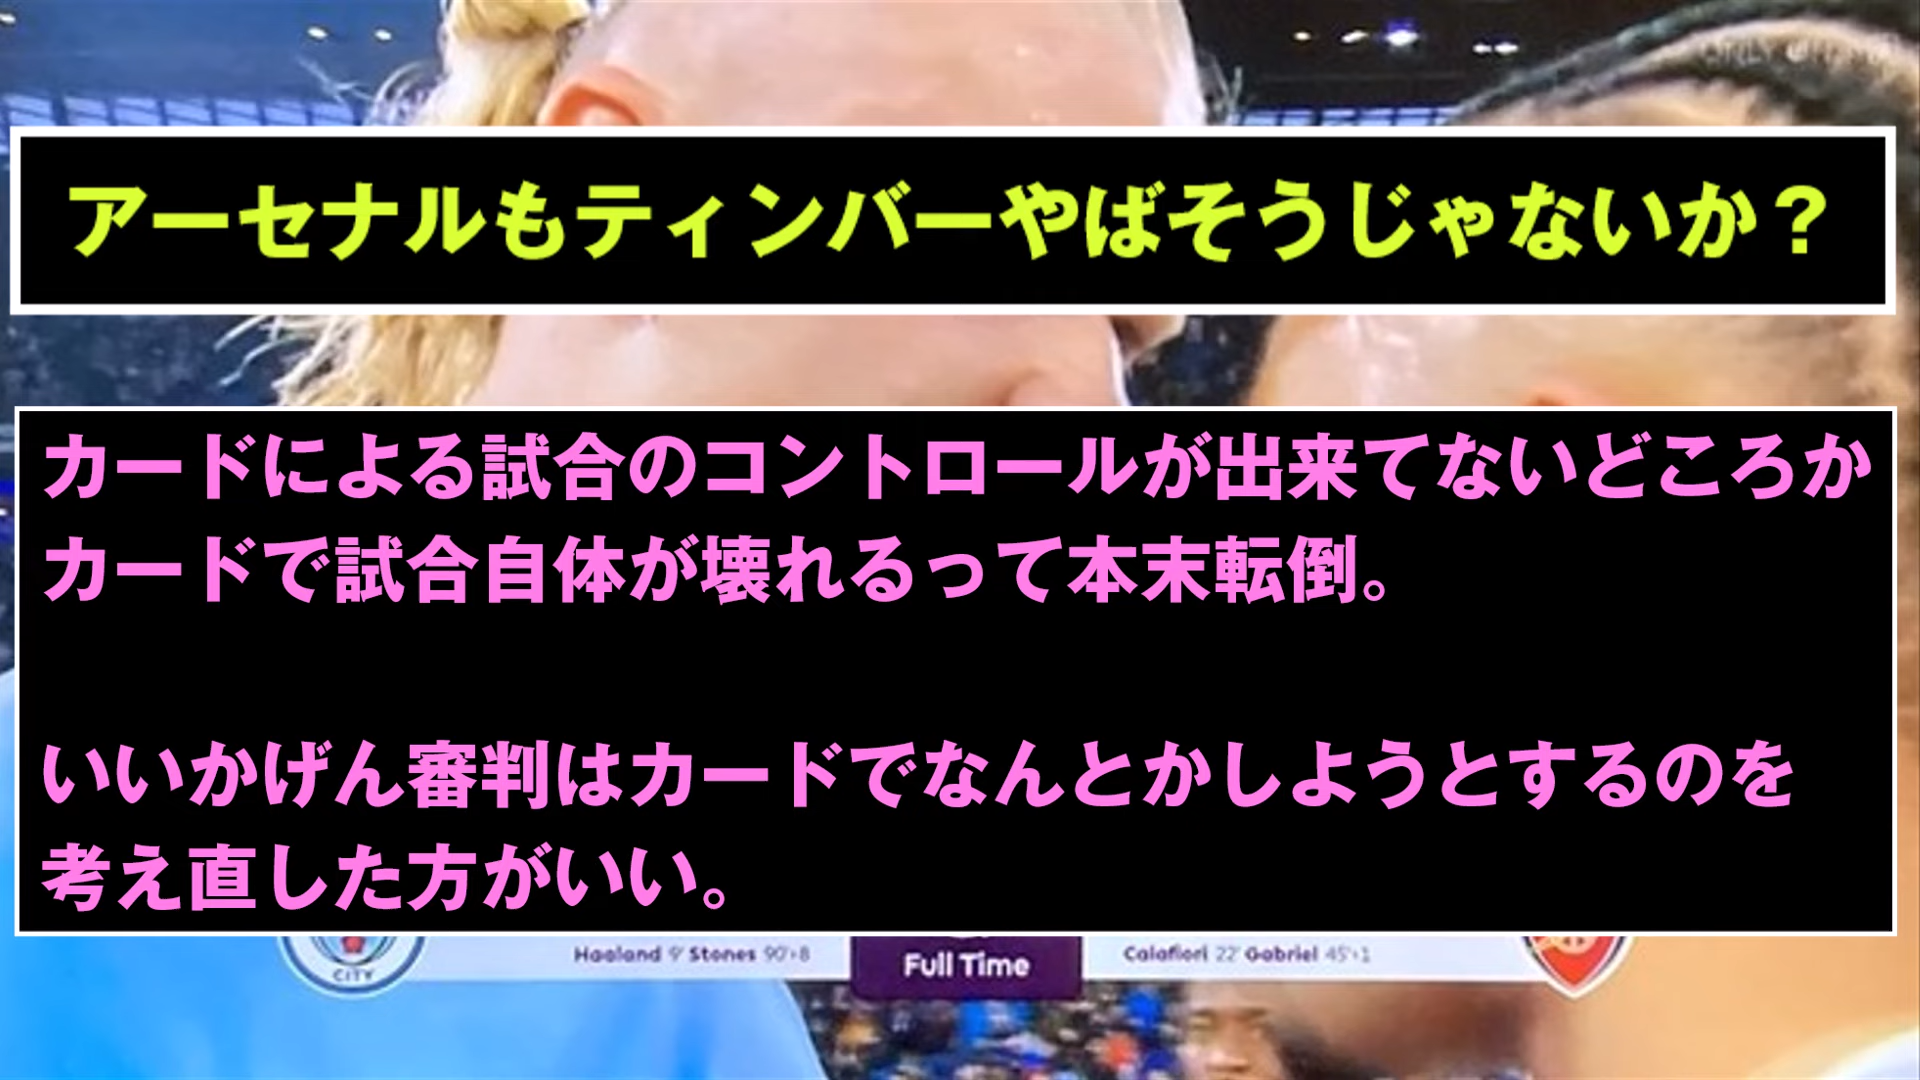 アーセナルもティンバーやばそうじゃないか？
カードによる試合のコントロールが出来てないどころか
カードで試合自体が壊れるって本末転倒。
いいかげん審判はカードでなんとかしようとするのを
考え直した方がいい。
CITY
Haaland 9' Stones 90'+8
Full Time
Calafiori 22' Gabriel 45'+1